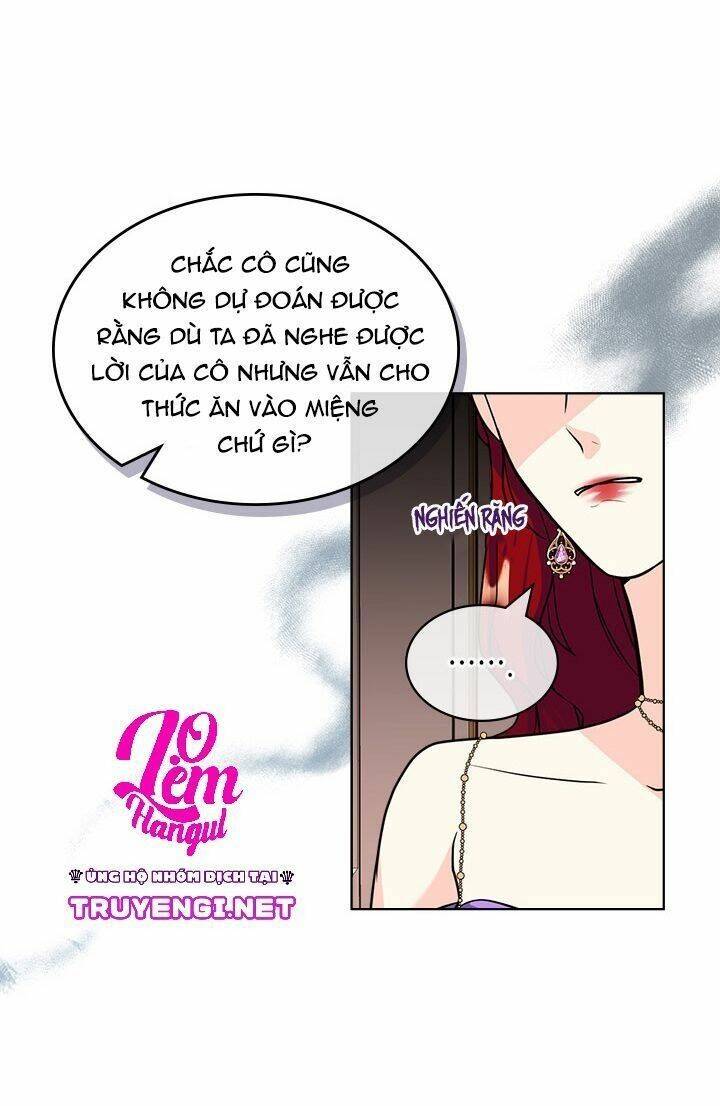 CHẮC CÔ CŨNG
KHÔNG DỰ ĐOÁN ĐƯỢC
RẰNG DÙ TA ĐÃ NGHE ĐƯỢC
LỜI CỦA CÔ NHƯNG VẪN CHO
THỨC ĂN VÀO MIỆNG
CHỨ GÌ?
NGHIẾN RĂNG
.......
LO
Lem
Hangul
ỦNG HỘ NHÓM DỊCH TẠI
TRUYENGI.NET